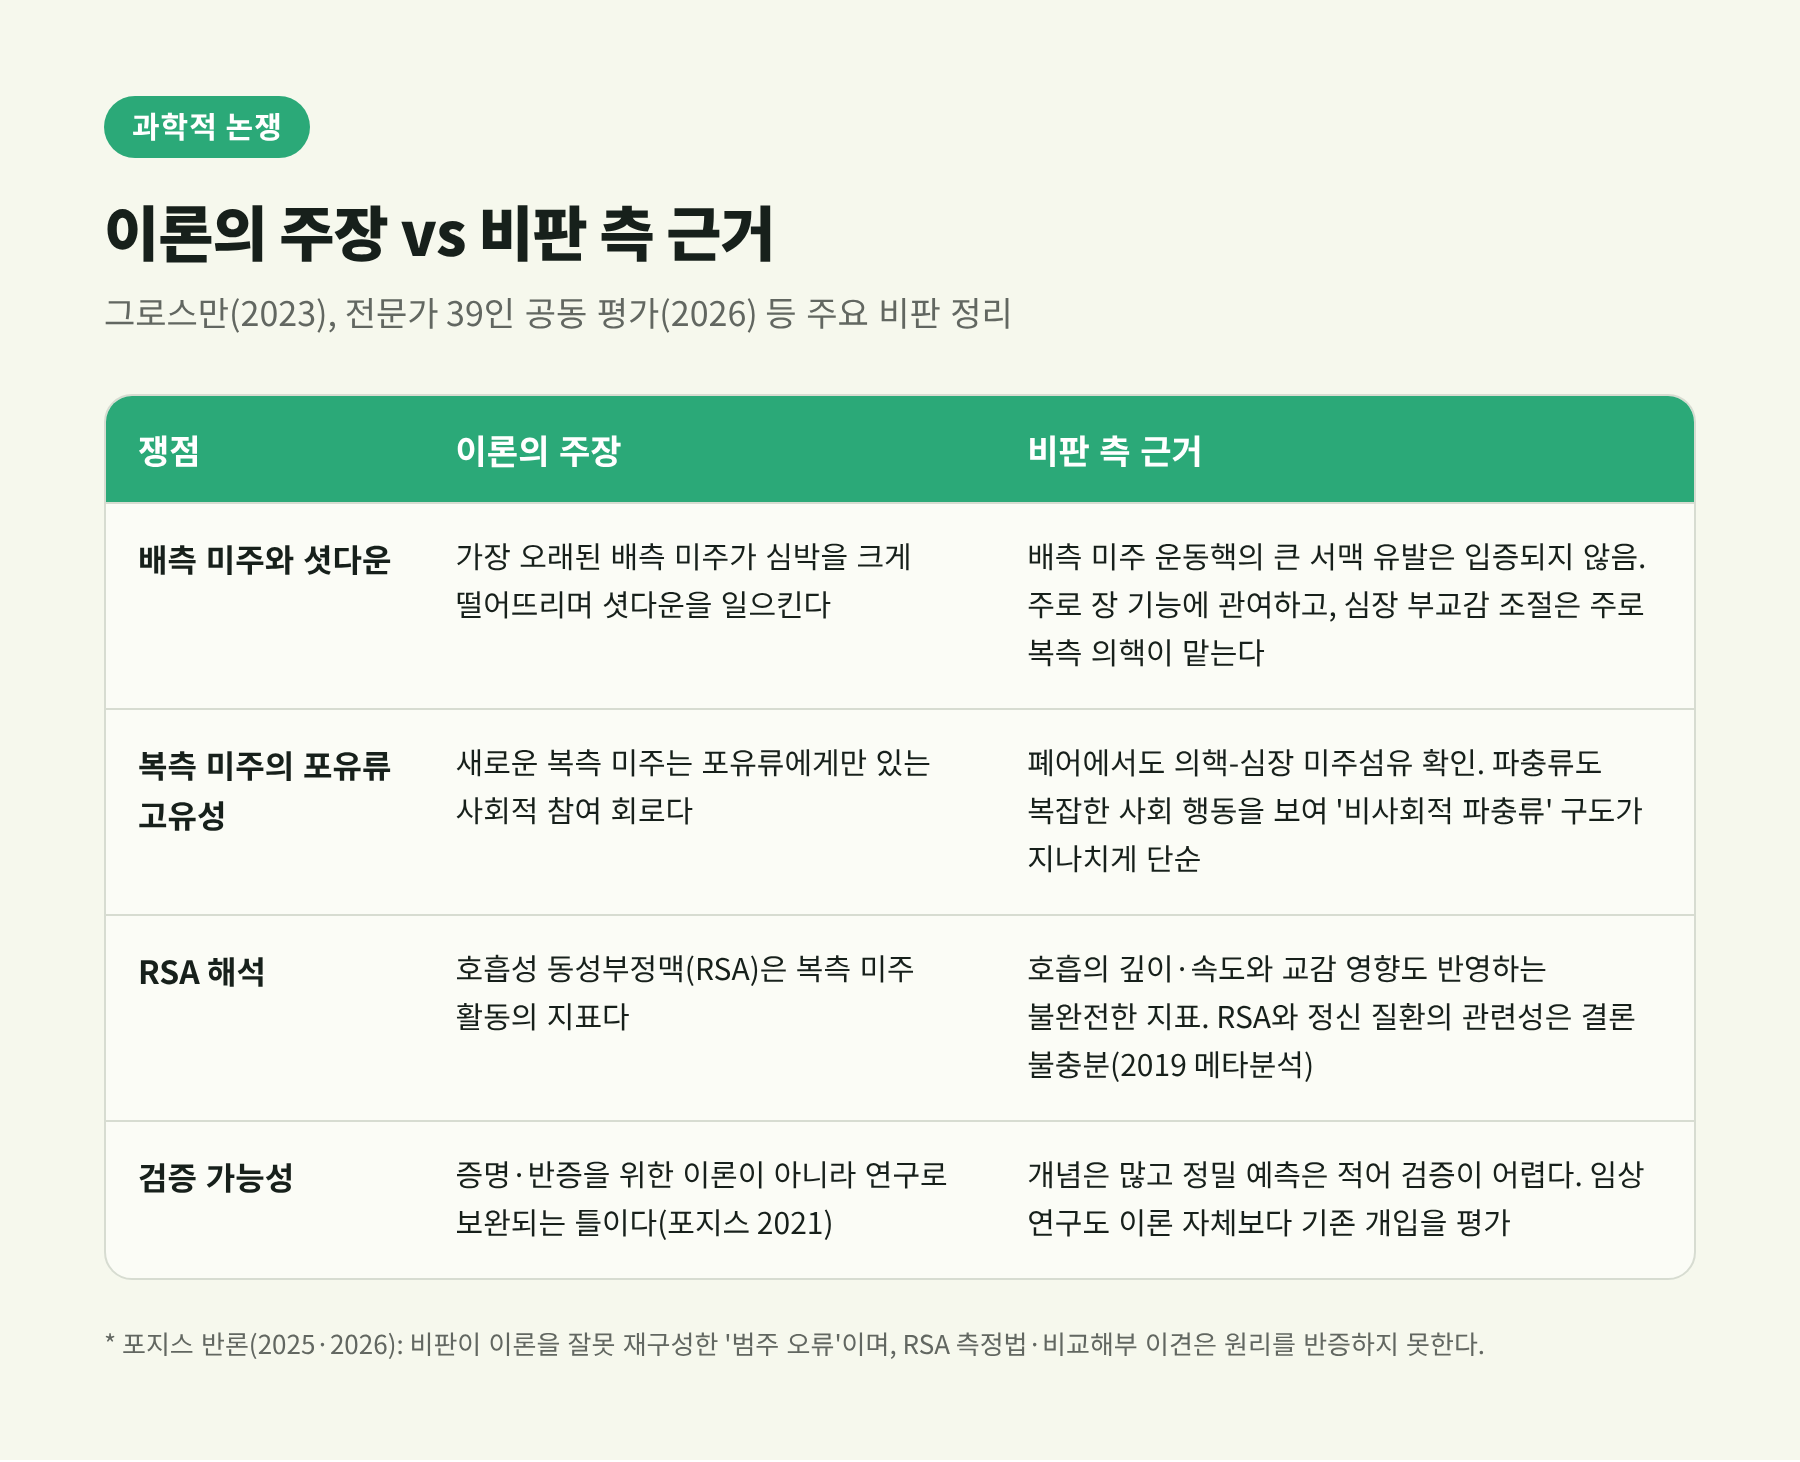 과학적 논쟁
이론의 주장 vs 비판 측 근거
그로스만(2023), 전문가 39인 공동 평가(2026) 등 주요 비판 정리
쟁점
이론의 주장
비판 측 근거
배측 미주와 셧다운
가장 오래된 배측 미주가 심박을 크게
떨어뜨리며 셧다운을 일으킨다
배측 미주 운동핵의 큰 서맥 유발은 입증되지 않음.
주로 장 기능에 관여하고, 심장 부교감 조절은 주로
복측 의핵이 맡는다
복측 미주의 포유류
고유성
새로운 복측 미주는 포유류에게만 있는
사회적 참여 회로다
폐어에서도 의핵-심장 미주섬유 확인. 파충류도
복잡한 사회 행동을 보여 '비사회적 파충류' 구도가
지나치게 단순
RSA 해석
호흡성 동성부정맥(RSA)은 복측 미주
활동의 지표다
호흡의 깊이·속도와 교감 영향도 반영하는
불완전한 지표. RSA와 정신 질환의 관련성은 결론
불충분(2019 메타분석)
검증 가능성
증명·반증을 위한 이론이 아니라 연구로
보완되는 틀이다(포지스 2021)
개념은 많고 정밀 예측은 적어 검증이 어렵다. 임상
연구도 이론 자체보다 기존 개입을 평가
* 포지스 반론(2025·2026): 비판이 이론을 잘못 재구성한 '범주 오류'이며, RSA 측정법·비교해부 이견은 원리를 반증하지 못한다.